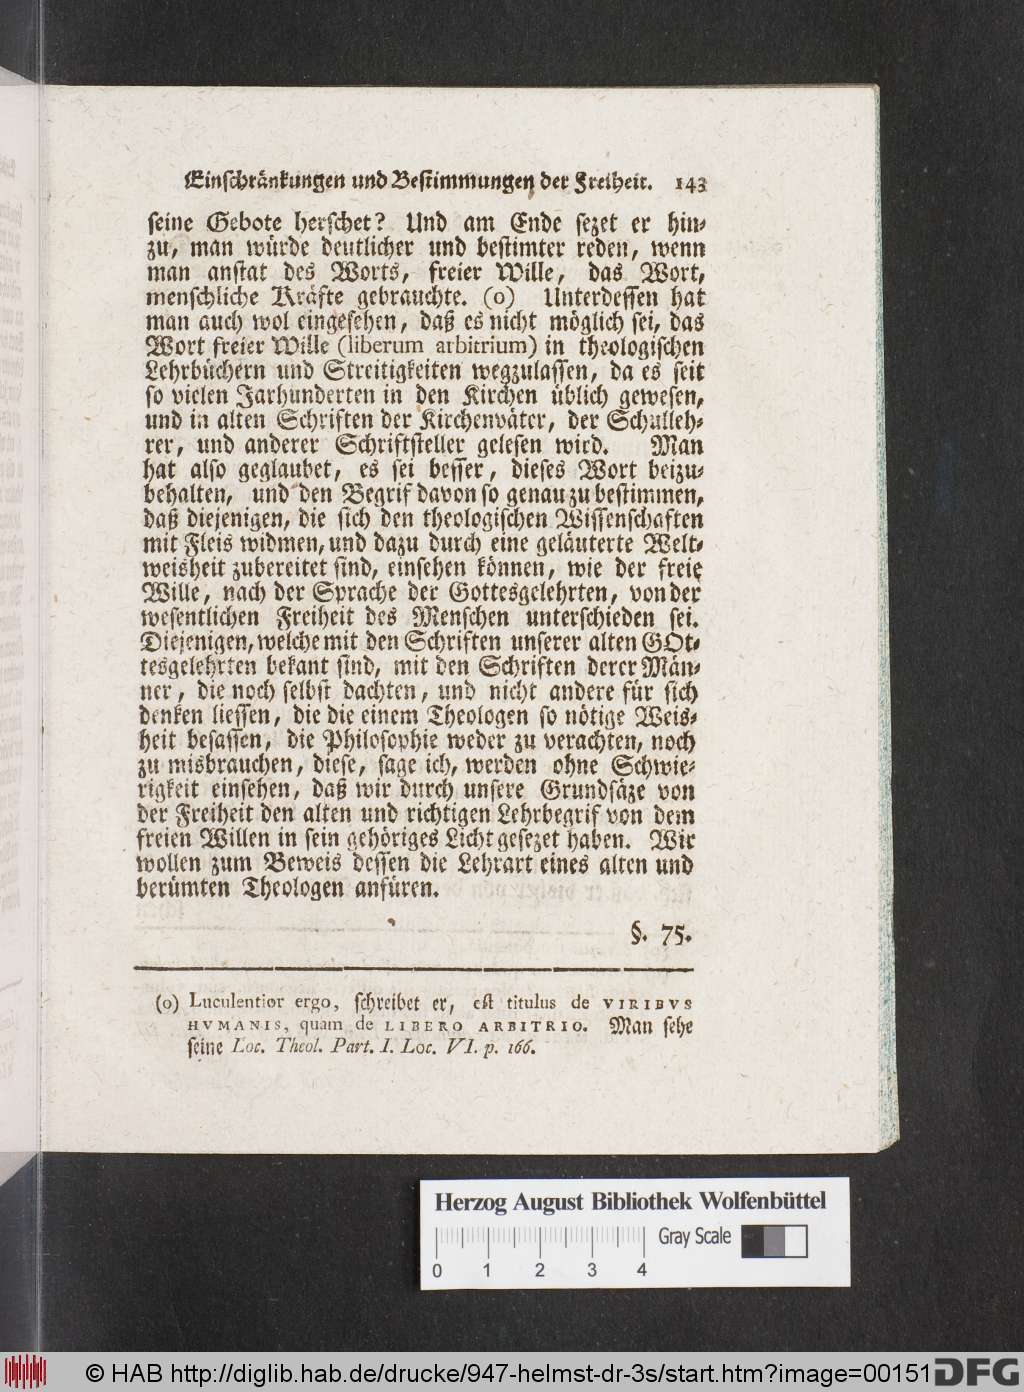 Einschränkungen und Bestimmungen der Freiheit. 143
seine Gebote herschet? Und am Ende sezet er hin-
zu, man würde deutlicher und bestimter reden, wenn
man anstat des Worts, freier Wille, das Wort,
menschliche Kräfte gebrauchte. (o) Unterdessen hat
man auch wol eingesehen, daß es nicht möglich sei, das
Wort freier Wille (liberum arbitrium) in theologischen
Lehrbüchern und Streitigkeiten wegzulassen, da es seit
so vielen Jarhunderten in den Kirchen üblich gewesen,
und in alten Schriften der Kirchenväter, der Schulleh-
rer, und anderer Schriftsteller gelesen wird. Man
hat also geglaubet, es sei besser, dieses Wort beizu-
behalten, und den Begrif davon so genau zu bestimmen,
daß diejenigen, die sich den theologischen Wissenschaften
mit Fleis widmen, und dazu durch eine geläuterte Welt-
weisheit zubereitet sind, einsehen können, wie der freie
Wille, nach der Sprache der Gottesgelehrten, von der
wesentlichen Freiheit des Menschen unterschieden sei.
Diejenigen, welche mit den Schriften unserer alten GOt-
tesgelehrten bekant sind, mit den Schriften derer Män-
ner, die noch selbst dachten, und nicht andere für sich
denken liessen, die die einem Theologen so nötige Weis-
heit besassen, die Philosophie weder zu verachten, noch
zu misbrauchen, diese, sage ich, werden ohne Schwie-
rigkeit einsehen, daß wir durch unsere Grundsäze von
der Freiheit den alten und richtigen Lehrbegrif von dem
freien Willen in sein gehöriges Licht gesezet haben. Wir
wollen zum Beweis dessen die Lehrart eines alten und
berümten Theologen anfüren.
§. 75.
(o) Luculentior ergo, schreibet er, est titulus de VIRIBVS
HVMANIS, quam de LIBERO ARBITRIO. Man sehe
seine Loc. Theol. Part. I. Loc. VI. p. 166.
Herzog August Bibliothek Wolfenbüttel
Gray Scale
0 1 2 3 4
© HAB http://diglib.hab.de/drucke/947-helmst-dr-3s/start.htm?image=00151
DFG